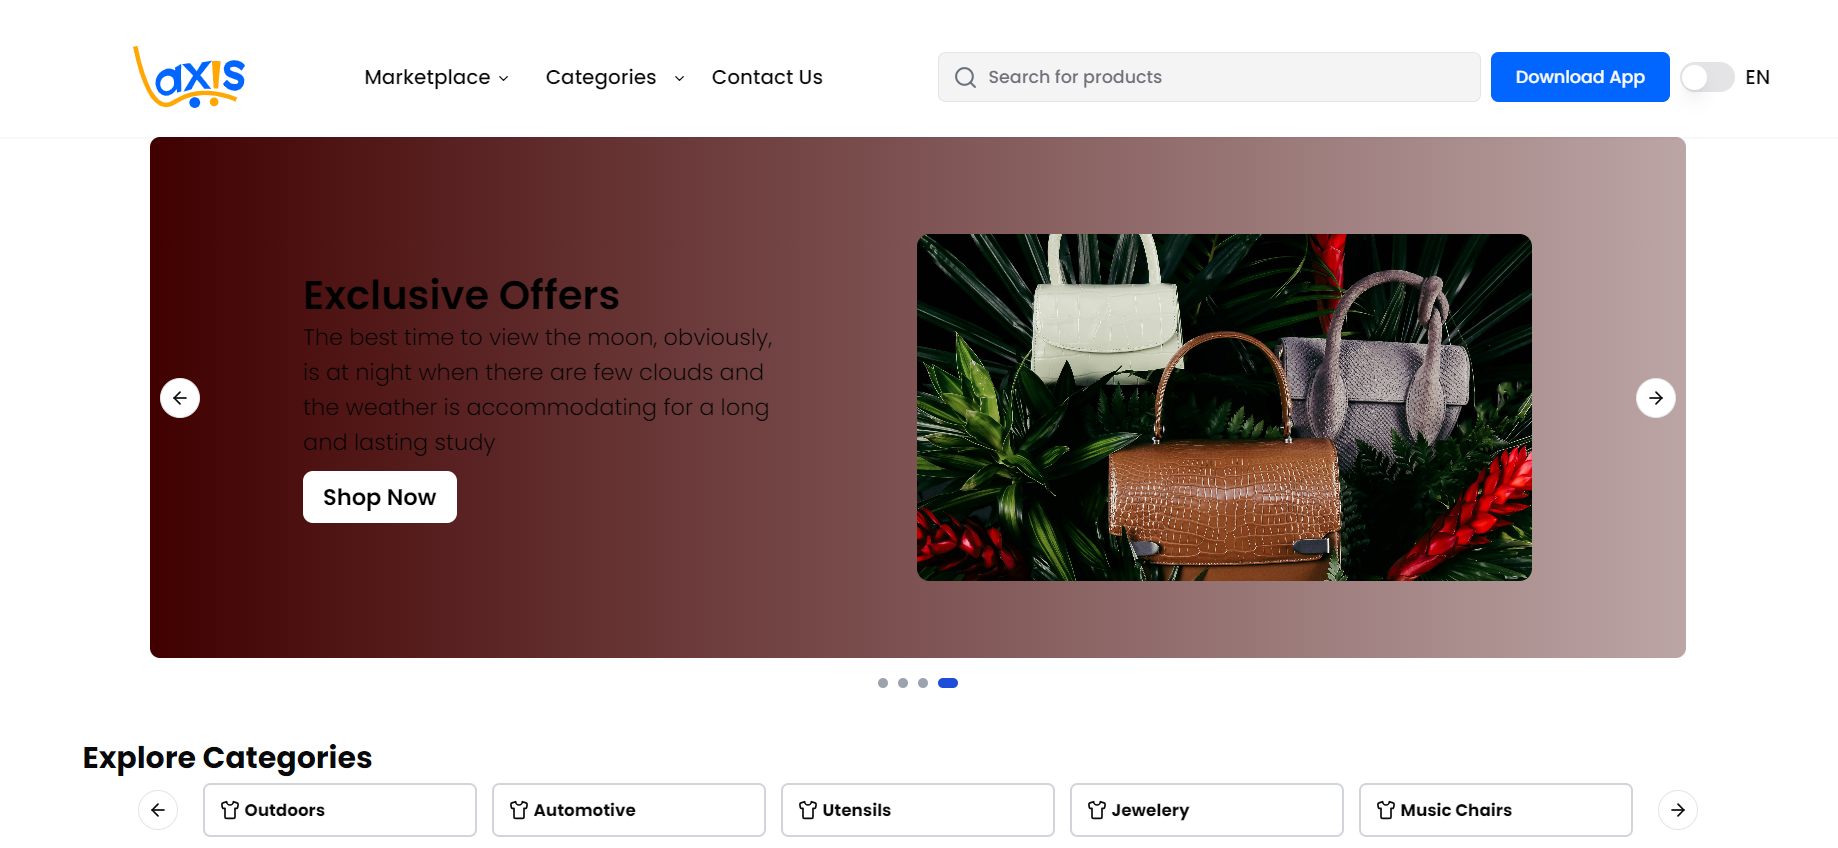 axis
Marketplace
Categories
Contact Us
Search for products
Download App
EN
Exclusive Offers
The best time to view the moon, obviously,
is at night when there are few clouds and
the weather is accommodating for a long
and lasting study
Shop Now
Explore Categories
Outdoors
Automotive
Utensils
Jewelery
Music Chairs